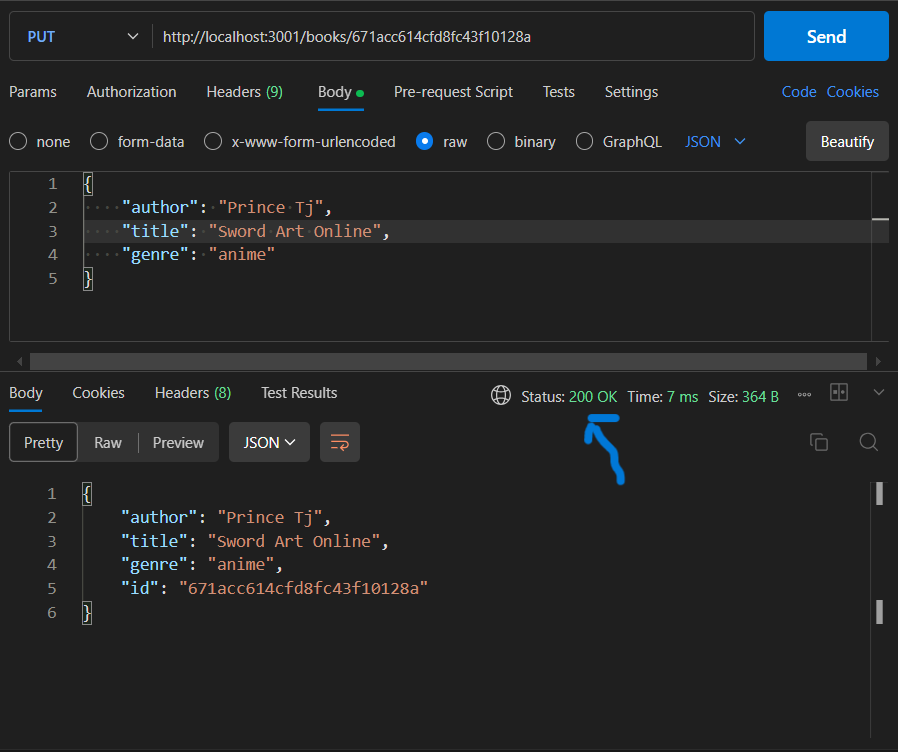 PUT http://localhost:3001/books/671acc614cfd8fc43f10128a Send
Params Authorization Headers (9) Body Pre-request Script Tests Settings Code Cookies
none form-data x-www-form-urlencoded raw binary GraphQL JSON Beautify
1 {
2 "author": "Prince Tj",
3 "title": "Sword Art Online",
4 "genre": "anime"
5 }
Body Cookies Headers (8) Test Results Status: 200 OK Time: 7 ms Size: 364 B
Pretty Raw Preview JSON
1 {
2 "author": "Prince Tj",
3 "title": "Sword Art Online",
4 "genre": "anime",
5 "id": "671acc614cfd8fc43f10128a"
6 }